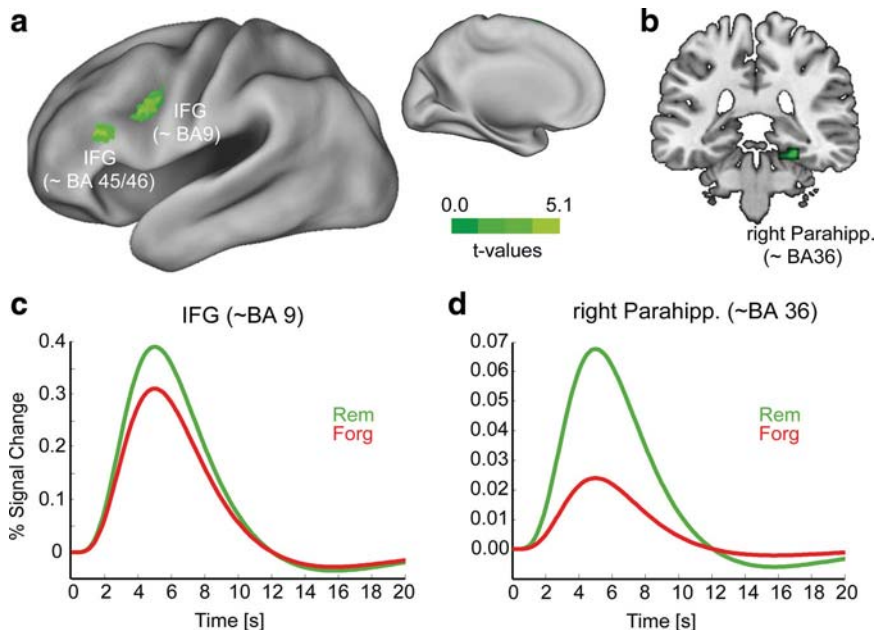 a
IFG
(~ BA9)
IFG
(~ BA 45/46)
0.0 5.1
t-values
b
right Parahipp.
(~ BA36)
c
IFG (~BA 9)
% Signal Change
0.4
0.3
0.2
0.1
0
0 2 4 6 8 10 12 14 16 18 20
Time [s]
Rem
Forg
d
right Parahipp. (~BA 36)
0.07
0.06
0.05
0.04
0.03
0.02
0.01
0.00
0 2 4 6 8 10 12 14 16 18 20
Time [s]
Rem
Forg